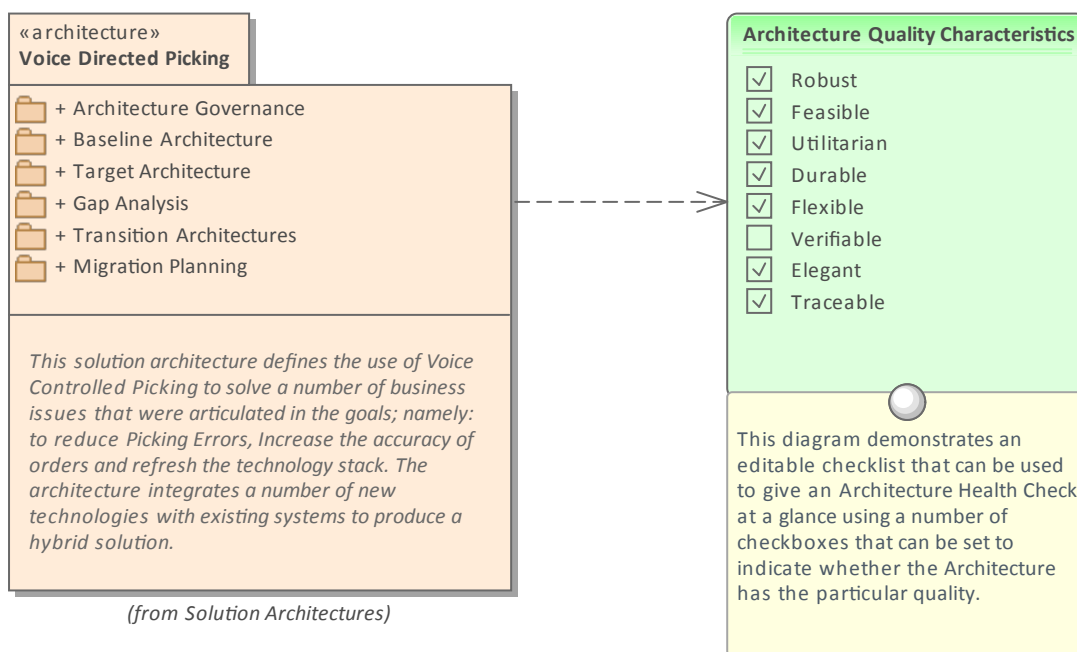 «architecture»
Voice Directed Picking
+ Architecture Governance
+ Baseline Architecture
+ Target Architecture
+ Gap Analysis
+ Transition Architectures
+ Migration Planning
This solution architecture defines the use of Voice
Controlled Picking to solve a number of business
issues that were articulated in the goals; namely:
to reduce Picking Errors, Increase the accuracy of
orders and refresh the technology stack. The
architecture integrates a number of new
technologies with existing systems to produce a
hybrid solution.
(from Solution Architectures)
Architecture Quality Characteristics
Robust
Feasible
Utilitarian
Durable
Flexible
Verifiable
Elegant
Traceable
This diagram demonstrates an
editable checklist that can be used
to give an Architecture Health Check
at a glance using a number of
checkboxes that can be set to
indicate whether the Architecture
has the particular quality.